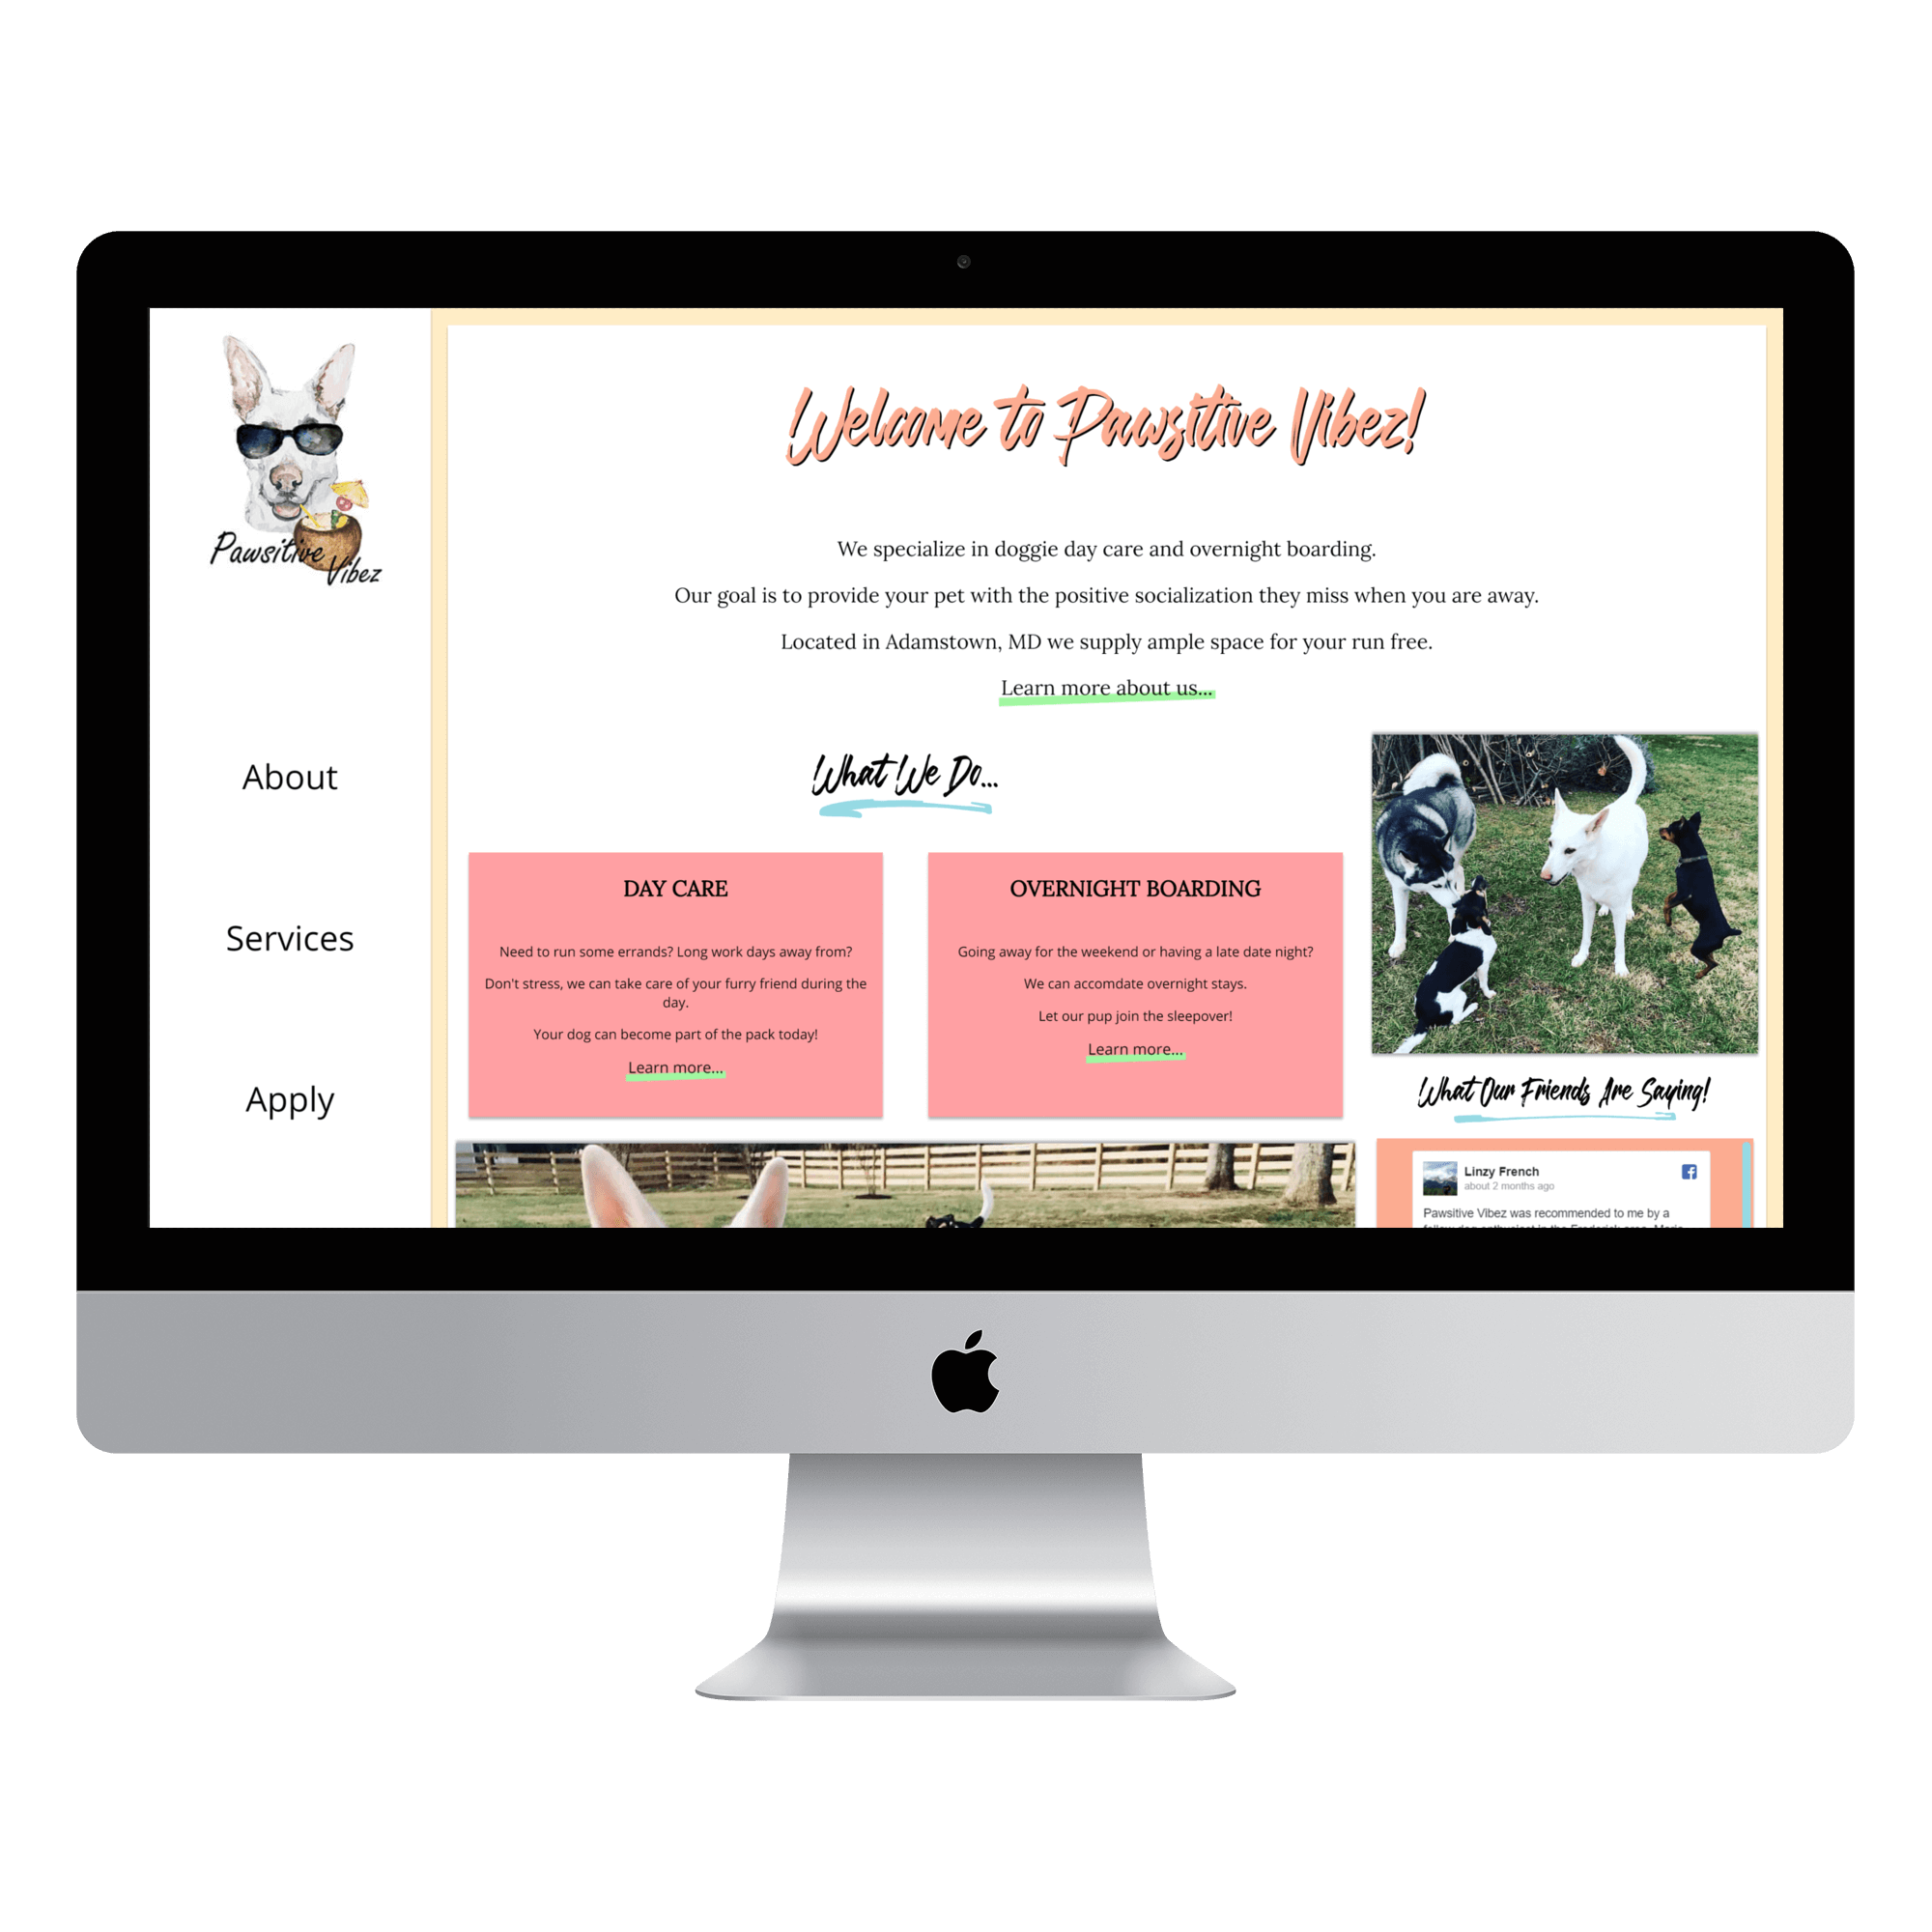 Pawsitive
Vibez
About
Services
Apply
Welcome to Pawsitive Vibez!
We specialize in doggie day care and overnight boarding.
Our goal is to provide your pet with the positive socialization they miss when you are away.
Located in Adamstown, MD we supply ample space for your run free.
Learn more about us...
What We Do...
DAY CARE
Need to run some errands? Long work days away from?
Don't stress, we can take care of your furry friend during the
day.
Your dog can become part of the pack today!
Learn more...
OVERNIGHT BOARDING
Going away for the weekend or having a late date night?
We can accomdate overnight stays.
Let our pup join the sleepover!
Learn more...
What Our Friends Are Saying!
Linzy French
about 2 months ago
Pawsitive Vibez was recommended to me by a